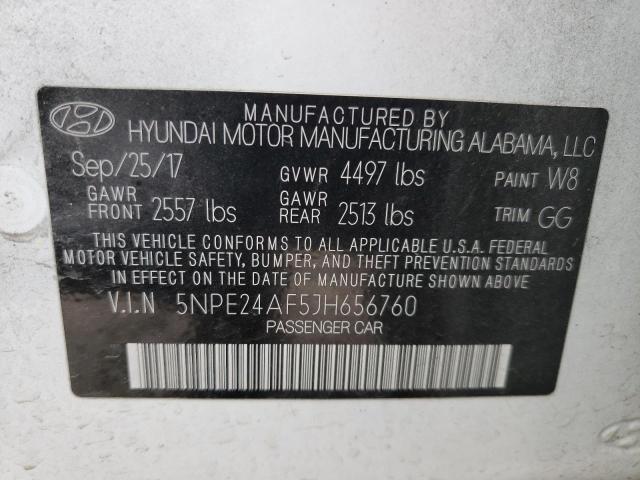 MANUFACTURED BY
HYUNDAI MOTOR MANUFACTURING ALABAMA, LLC
Sep/25/17 GVWR 4497 lbs PAINT W8
GAWR FRONT 2557 lbs GAWR REAR 2513 lbs TRIM GG
THIS VEHICLE CONFORMS TO ALL APPLICABLE U.S.A. FEDERAL
MOTOR VEHICLE SAFETY, BUMPER, AND THEFT PREVENTION STANDARDS
IN EFFECT ON THE DATE OF MANUFACTURE SHOWN ABOVE
V.I.N 5NPE24AF5JH656760
PASSENGER CAR